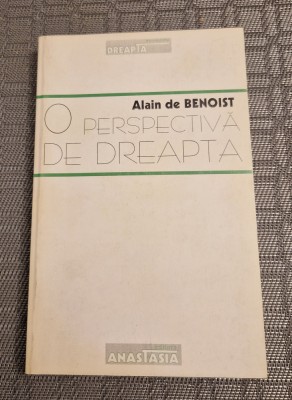 DREAPTA
Alain de BENOIST
O PERSPECTIVĂ
DE DREAPTA
ANASTASIA